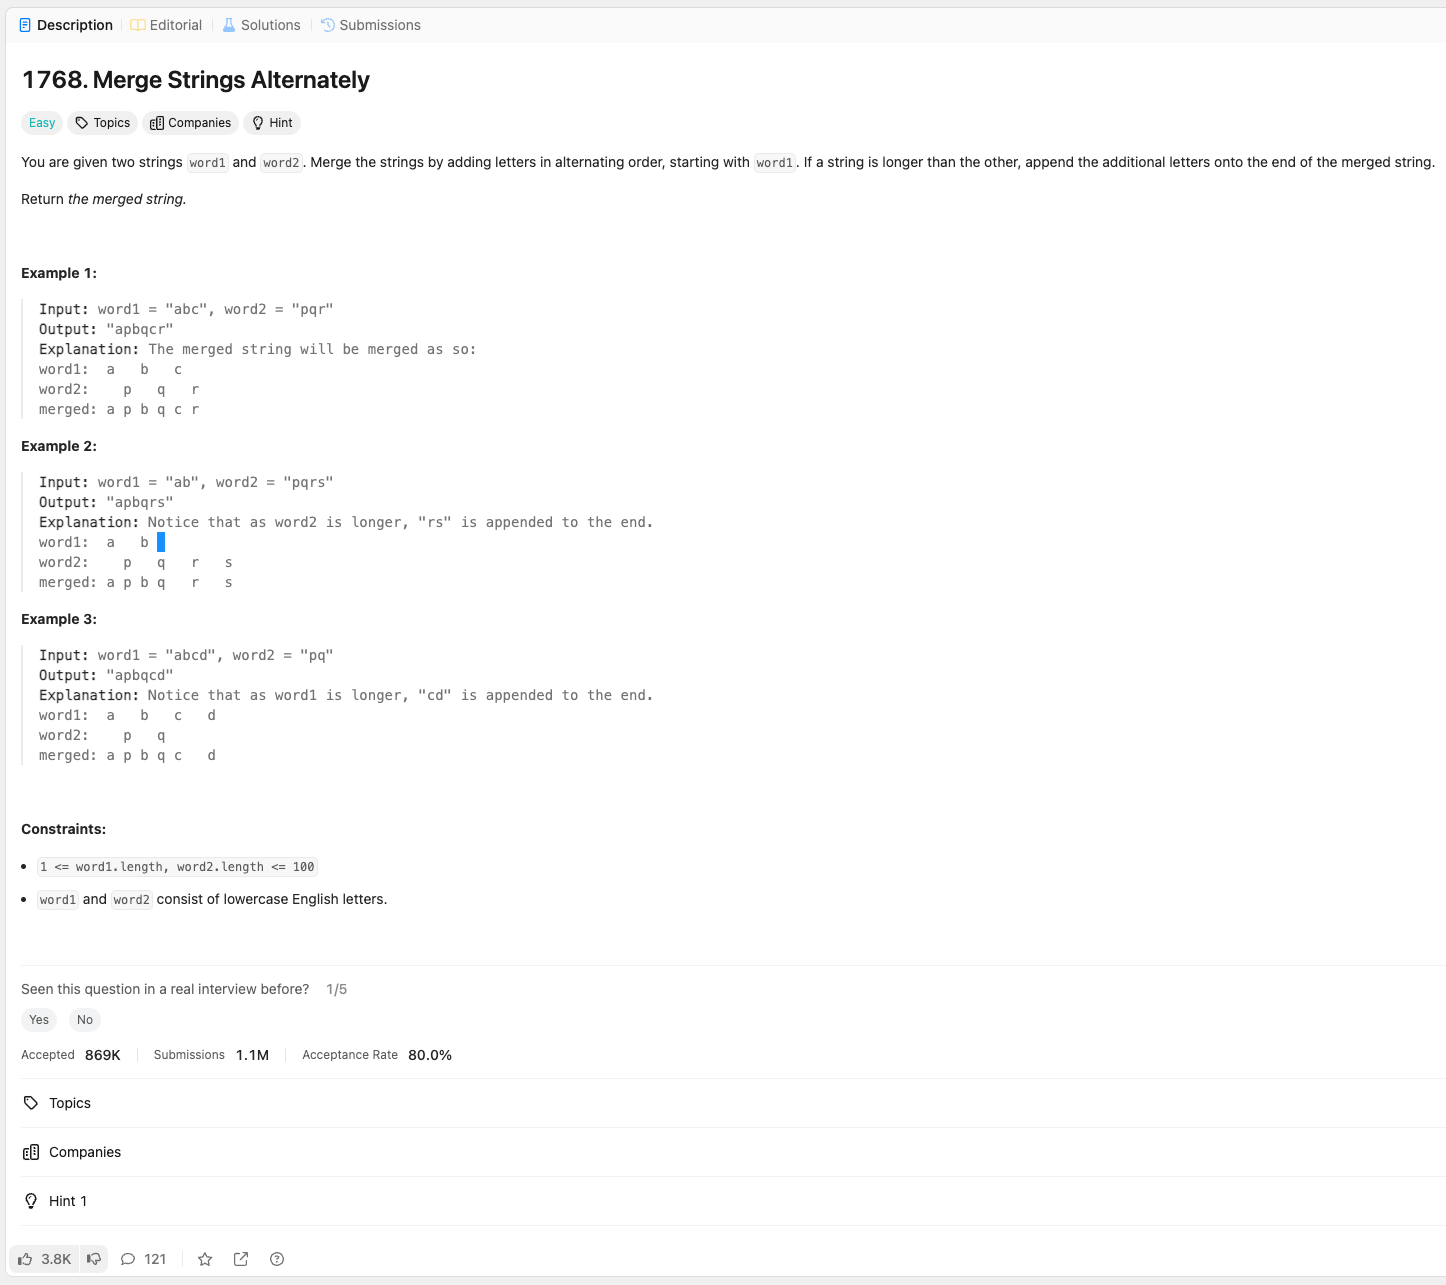 Description Editorial Solutions Submissions
1768. Merge Strings Alternately
Easy Topics Companies Hint
You are given two strings word1 and word2. Merge the strings by adding letters in alternating order, starting with word1. If a string is longer than the other, append the additional letters onto the end of the merged string.
Return the merged string.
Example 1:
Input: word1 = "abc", word2 = "pqr"
Output: "apbqcr"
Explanation: The merged string will be merged as so:
word1:  a   b   c
word2:    p   q   r
merged: a p b q c r
Example 2:
Input: word1 = "ab", word2 = "pqrs"
Output: "apbqrs"
Explanation: Notice that as word2 is longer, "rs" is appended to the end.
word1:  a   b
word2:    p   q   r   s
merged: a p b q   r   s
Example 3:
Input: word1 = "abcd", word2 = "pq"
Output: "apbqcd"
Explanation: Notice that as word1 is longer, "cd" is appended to the end.
word1:  a   b   c   d
word2:    p   q
merged: a p b q c   d
Constraints:
• 1 <= word1.length, word2.length <= 100
• word1 and word2 consist of lowercase English letters.
Seen this question in a real interview before? 1/5
Yes No
Accepted 869K Submissions 1.1M Acceptance Rate 80.0%
Topics
Companies
Hint 1
3.8K 121